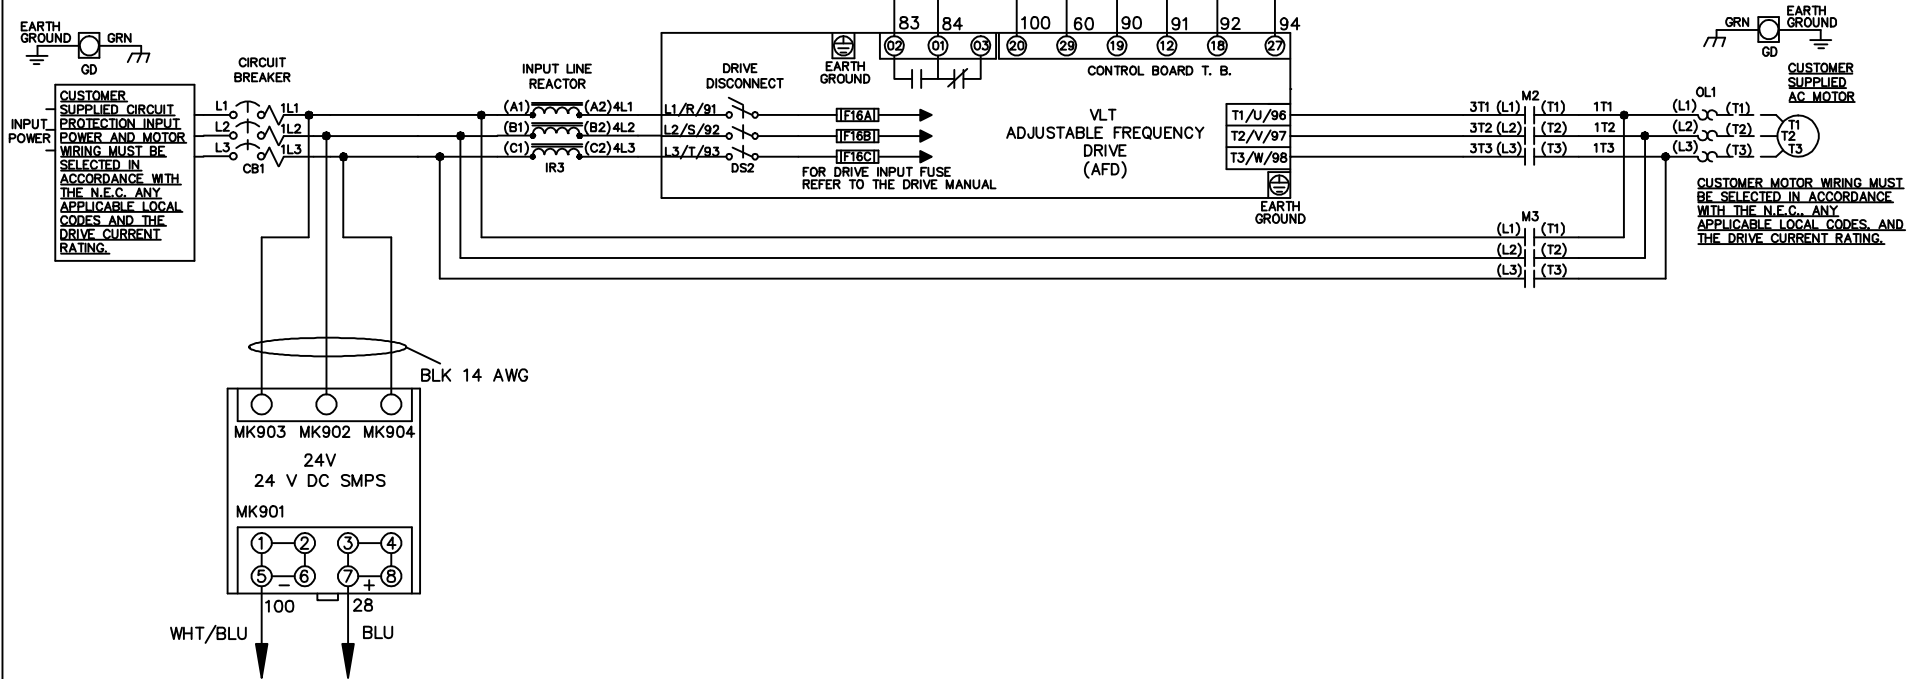 83 84 100 60 90 91 92 94
02 01 03 20 29 19 12 18 27
EARTH
GROUND
GRN
GD
CIRCUIT
BREAKER
INPUT LINE
REACTOR
DRIVE
DISCONNECT
EARTH
GROUND
CONTROL BOARD T. B.
GRN
EARTH
GROUND
GD
CUSTOMER
SUPPLIED
AC MOTOR
INPUT
POWER
CUSTOMER
SUPPLIED CIRCUIT
PROTECTION INPUT
POWER AND MOTOR
WIRING MUST BE
SELECTED IN
ACCORDANCE WITH
THE N.E.C. ANY
APPLICABLE LOCAL
CODES AND THE
DRIVE CURRENT
RATING.
L1 1L1
L2 1L2
L3 1L3
CB1
(A1) (A2) 4L1
(B1) (B2) 4L2
(C1) (C2) 4L3
IR3
L1/R/91
L2/S/92
L3/T/93
DS2
F16A
F16B
F16C
FOR DRIVE INPUT FUSE
REFER TO THE DRIVE MANUAL
VLT
ADJUSTABLE FREQUENCY
DRIVE
(AFD)
T1/U/96
T2/V/97
T3/W/98
EARTH
GROUND
M2
3T1 (L1) (T1) 1T1
3T2 (L2) (T2) 1T2
3T3 (L3) (T3) 1T3
OL1
(L1) (T1)
(L2) (T2)
(L3) (T3)
T1
T2
T3
M3
(L1) (T1)
(L2) (T2)
(L3) (T3)
CUSTOMER MOTOR WIRING MUST
BE SELECTED IN ACCORDANCE
WITH THE N.E.C., ANY
APPLICABLE LOCAL CODES, AND
THE DRIVE CURRENT RATING.
BLK 14 AWG
MK903 MK902 MK904
24V
24 V DC SMPS
MK901
1 2 3 4
5 6 7 8
− +
100 28
WHT/BLU BLU